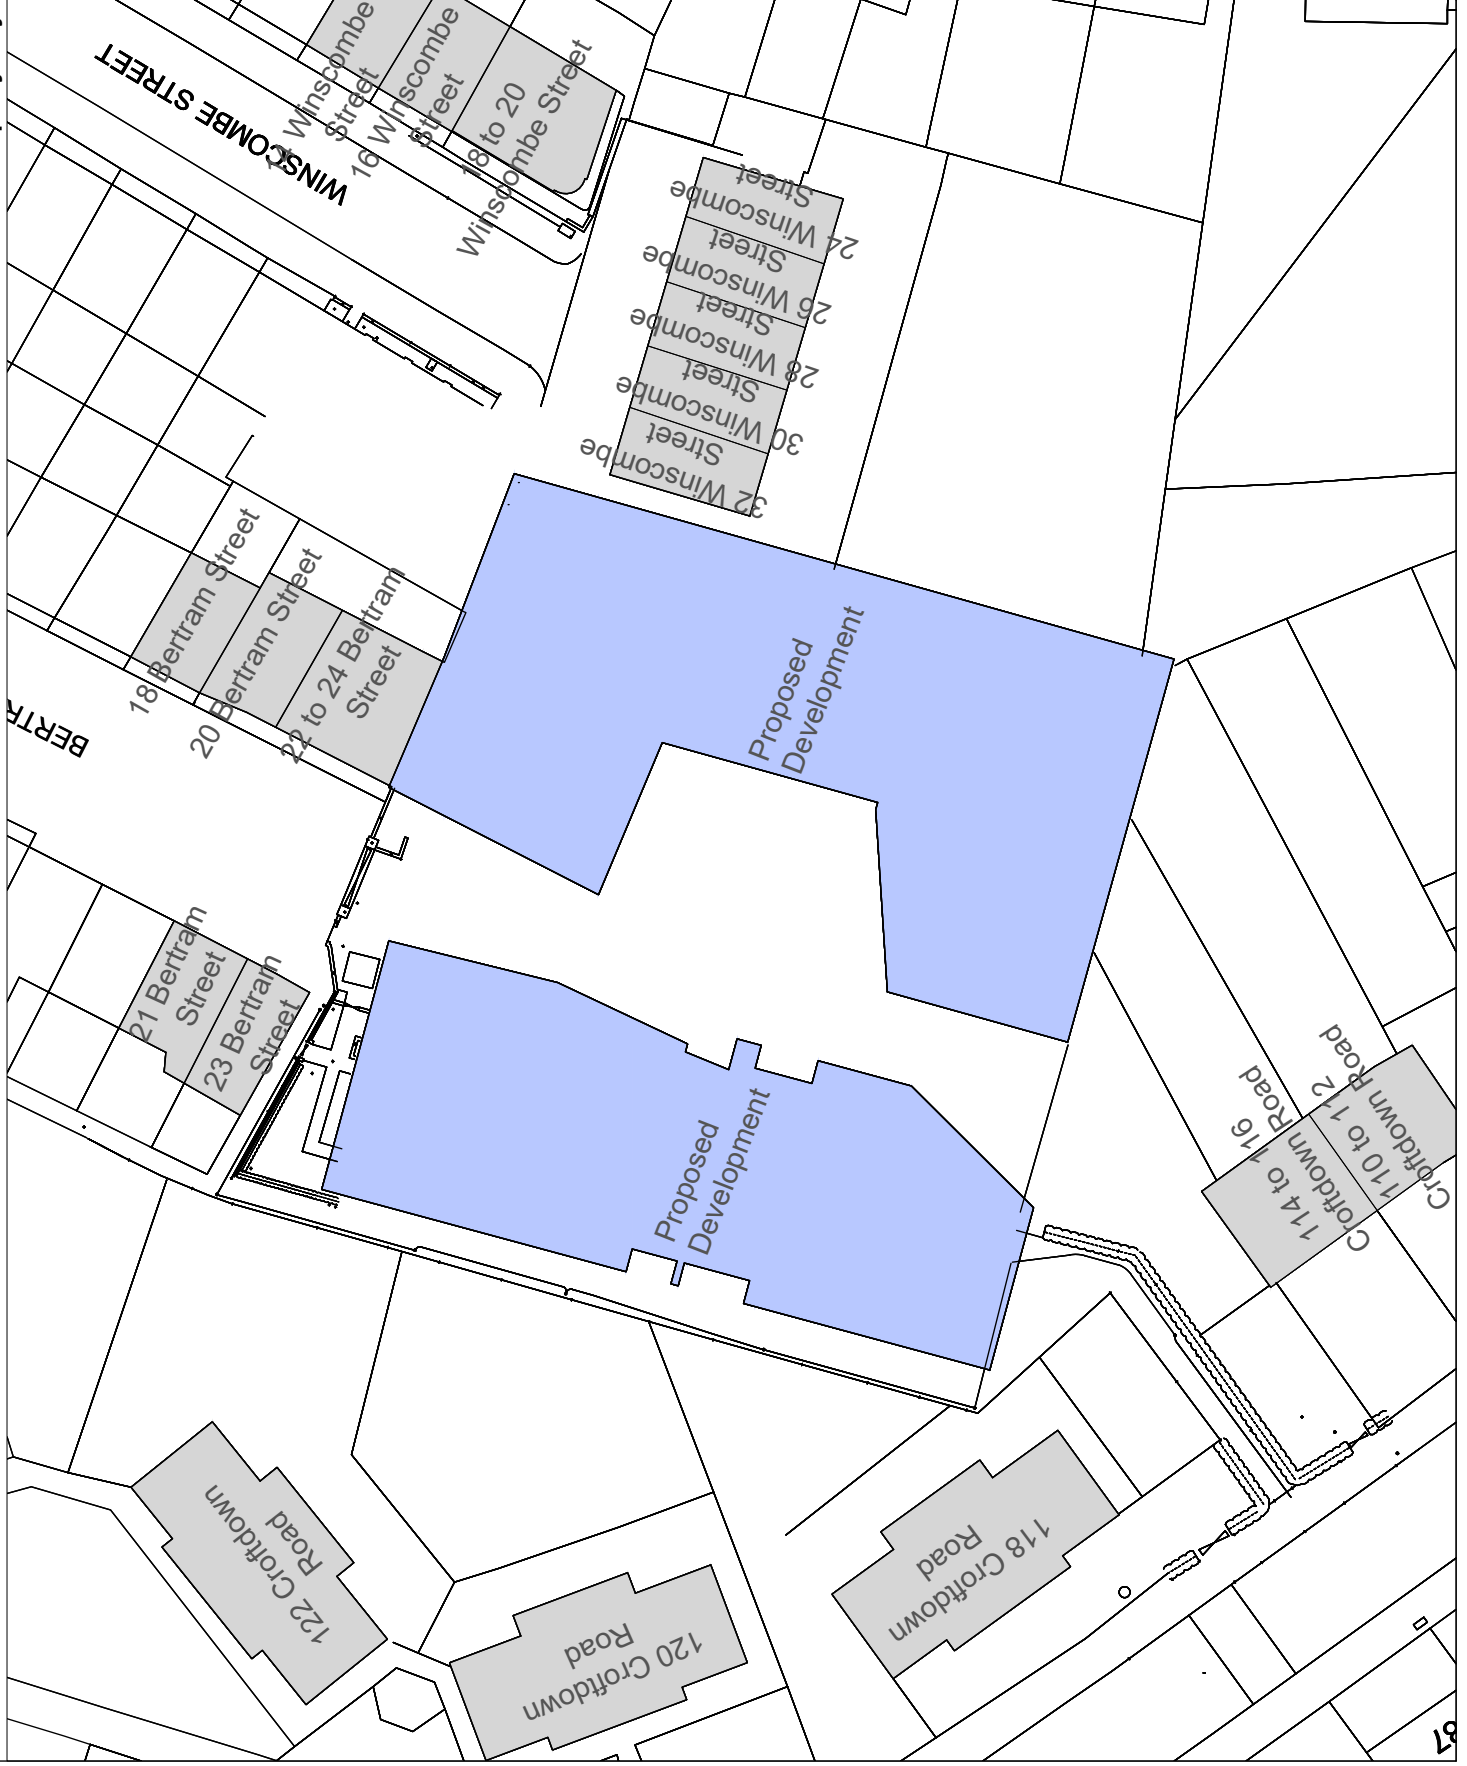 WINSCOMBE STREET
14 Winscombe
Street
16 Winscombe
Street
18 to 20
Winscombe Street
24
Winscombe
Street
26
Winscombe
Street
28
Winscombe
Street
30
Winscombe
Street
32 Winscombe
Street
18 Bertram Street
20 Bertram Street
22 to 24 Bertram
Street
BERTR
21 Bertram
Street
23 Bertram
Street
Proposed
Development
Proposed
Development
114 to 116
Croftdown Road
110 to 112
Croftdown Road
122 Croftdown
Road
120 Croftdown
Road
118 Croftdown
Road
87